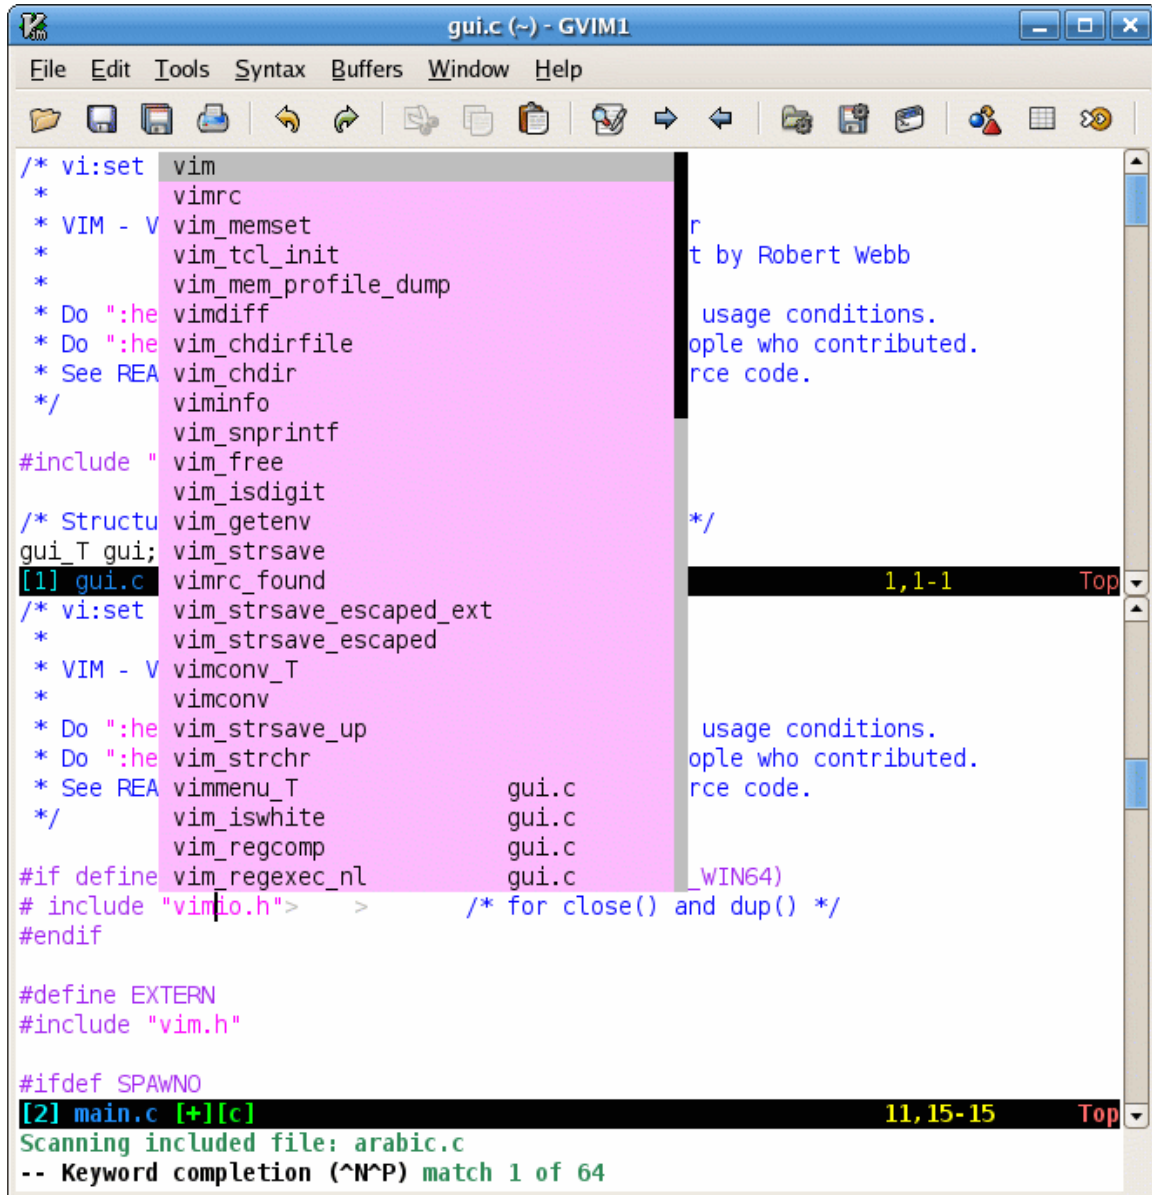 gui.c (~) - GVIM1
File Edit Tools Syntax Buffers Window Help
/* vi:set
*
* VIM - V r
* t by Robert Webb
*
* Do ":he usage conditions.
* Do ":he ople who contributed.
* See REA rce code.
*/
#include "
/* Structu */
gui_T gui;
[1] gui.c 1,1-1 Top
vim
vimrc
vim_memset
vim_tcl_init
vim_mem_profile_dump
vimdiff
vim_chdirfile
vim_chdir
viminfo
vim_snprintf
vim_free
vim_isdigit
vim_getenv
vim_strsave
vimrc_found
vim_strsave_escaped_ext
vim_strsave_escaped
vimconv_T
vimconv
vim_strsave_up
vim_strchr
vimmenu_T gui.c
vim_iswhite gui.c
vim_regcomp gui.c
vim_regexec_nl gui.c
/* vi:set
*
* VIM - V
*
* Do ":he usage conditions.
* Do ":he ople who contributed.
* See REA rce code.
*/
#if define _WIN64)
# include "vimio.h"> > /* for close() and dup() */
#endif
#define EXTERN
#include "vim.h"
#ifdef SPAWNO
[2] main.c [+][c] 11,15-15 Top
Scanning included file: arabic.c
-- Keyword completion (^N^P) match 1 of 64